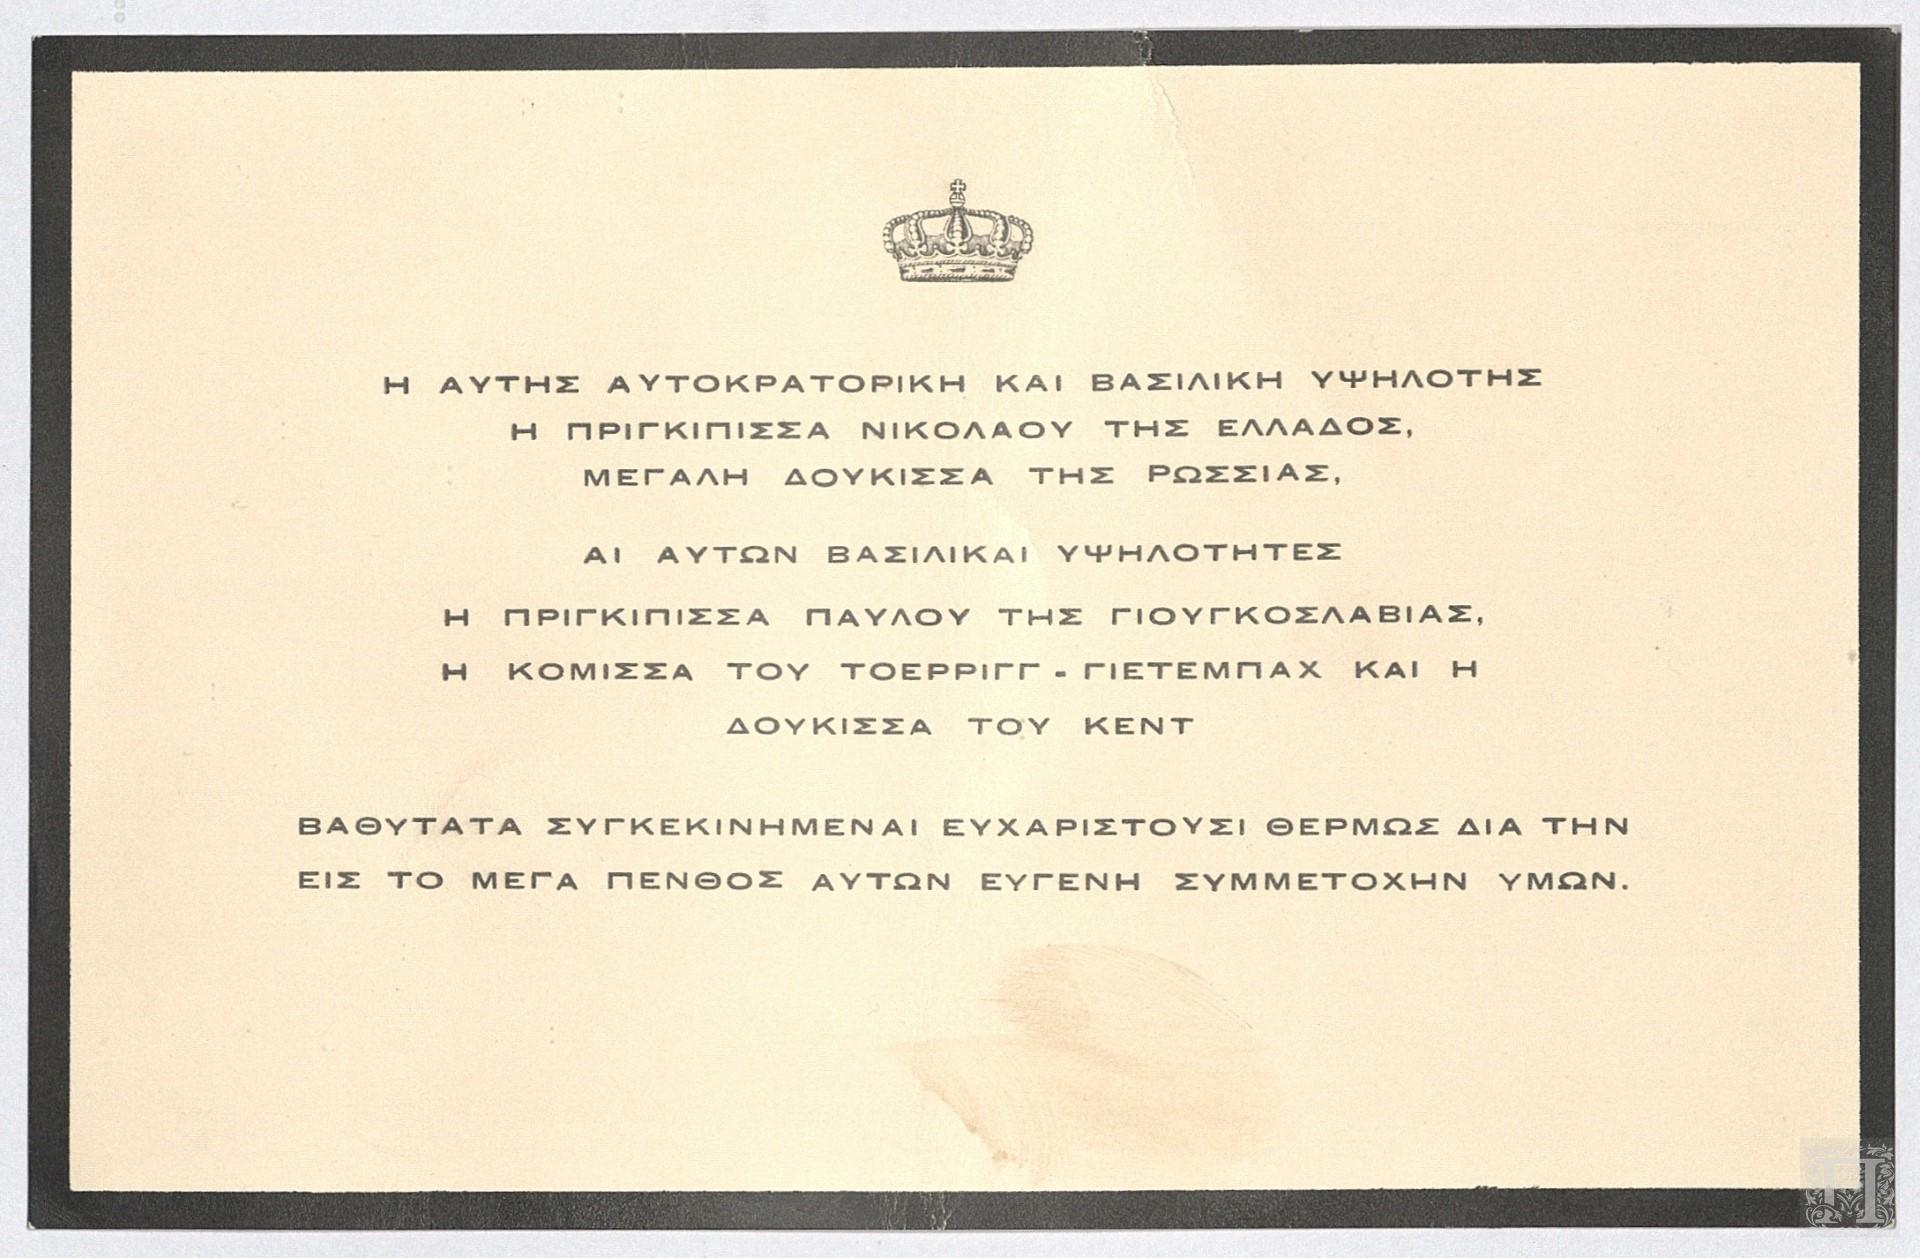 Η ΑΥΤΗΣ ΑΥΤΟΚΡΑΤΟΡΙΚΗ ΚΑΙ ΒΑΣΙΛΙΚΗ ΥΨΗΛΟΤΗΣ
Η ΠΡΙΓΚΙΠΙΣΣΑ ΝΙΚΟΛΑΟΥ ΤΗΣ ΕΛΛΑΔΟΣ,
ΜΕΓΑΛΗ ΔΟΥΚΙΣΣΑ ΤΗΣ ΡΩΣΣΙΑΣ,
ΑΙ ΑΥΤΩΝ ΒΑΣΙΛΙΚΑΙ ΥΨΗΛΟΤΗΤΕΣ
Η ΠΡΙΓΚΙΠΙΣΣΑ ΠΑΥΛΟΥ ΤΗΣ ΓΙΟΥΓΚΟΣΛΑΒΙΑΣ,
Η ΚΟΜΙΣΣΑ ΤΟΥ ΤΟΕΡΡΙΓΓ - ΓΙΕΤΕΜΠΑΧ ΚΑΙ Η
ΔΟΥΚΙΣΣΑ ΤΟΥ ΚΕΝΤ
ΒΑΘΥΤΑΤΑ ΣΥΓΚΕΚΙΝΗΜΕΝΑΙ ΕΥΧΑΡΙΣΤΟΥΣΙ ΘΕΡΜΩΣ ΔΙΑ ΤΗΝ
ΕΙΣ ΤΟ ΜΕΓΑ ΠΕΝΘΟΣ ΑΥΤΩΝ ΕΥΓΕΝΗ ΣΥΜΜΕΤΟΧΗΝ ΥΜΩΝ.